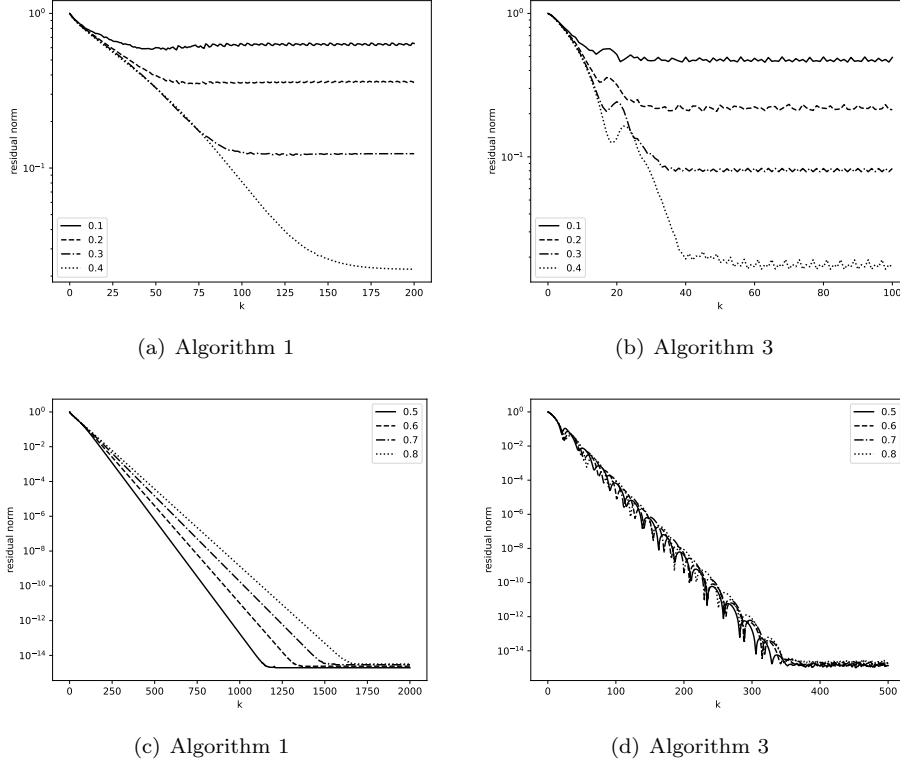 10⁰
10⁻¹
residual norm
0.1
0.2
0.3
0.4
0 25 50 75 100 125 150 175 200
k
(a) Algorithm 1
10⁰
10⁻¹
residual norm
0.1
0.2
0.3
0.4
0 20 40 60 80 100
k
(b) Algorithm 3
10⁰
10⁻²
10⁻⁴
10⁻⁶
10⁻⁸
10⁻¹⁰
10⁻¹²
10⁻¹⁴
residual norm
0.5
0.6
0.7
0.8
0 250 500 750 1000 1250 1500 1750 2000
k
(c) Algorithm 1
10⁰
10⁻²
10⁻⁴
10⁻⁶
10⁻⁸
10⁻¹⁰
10⁻¹²
10⁻¹⁴
residual norm
0.5
0.6
0.7
0.8
0 100 200 300 400 500
k
(d) Algorithm 3